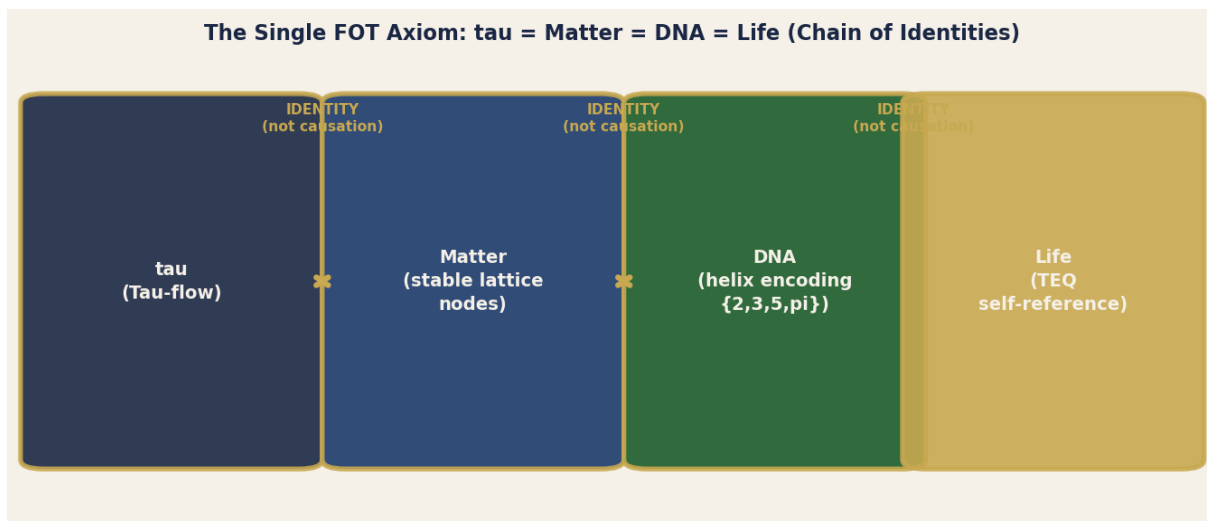 The Single FOT Axiom: tau = Matter = DNA = Life (Chain of Identities)
IDENTITY
(not causation)
IDENTITY
(not causation)
IDENTITY
(not causation)
tau
(Tau-flow)
Matter
(stable lattice
nodes)
DNA
(helix encoding
{2,3,5,pi})
Life
(TEQ
self-reference)